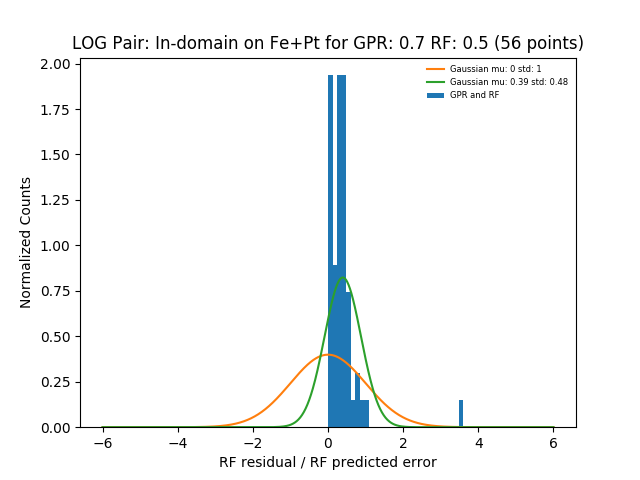 LOG Pair: In-domain on Fe+Pt for GPR: 0.7 RF: 0.5 (56 points)
Gaussian mu: 0 std: 1
Gaussian mu: 0.39 std: 0.48
GPR and RF
Normalized Counts
2.00
1.75
1.50
1.25
1.00
0.75
0.50
0.25
0.00
−6
−4
−2
0
2
4
6
RF residual / RF predicted error